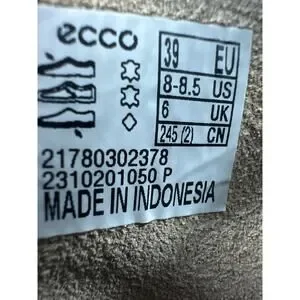 ecco
39 EU
8-8.5 US
6 UK
245 (2) CN
21780302378
2310201050 P
MADE IN INDONESIA